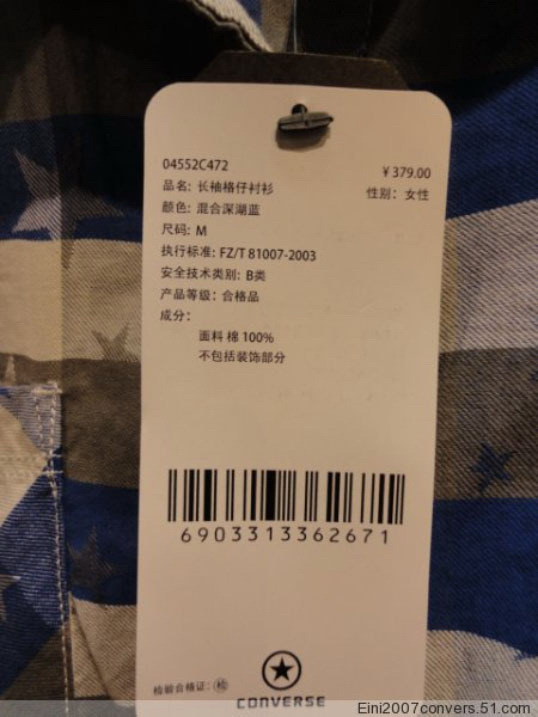 04552C472 ¥379.00
品名: 长袖格仔衬衫 性别: 女性
颜色: 混合深湖蓝
尺码: M
执行标准: FZ/T 81007-2003
安全技术类别: B类
产品等级: 合格品
成分:
面料 棉 100%
不包括装饰部分
6903313362671
检验合格证: 检
CONVERSE
Eini2007convers.51.com